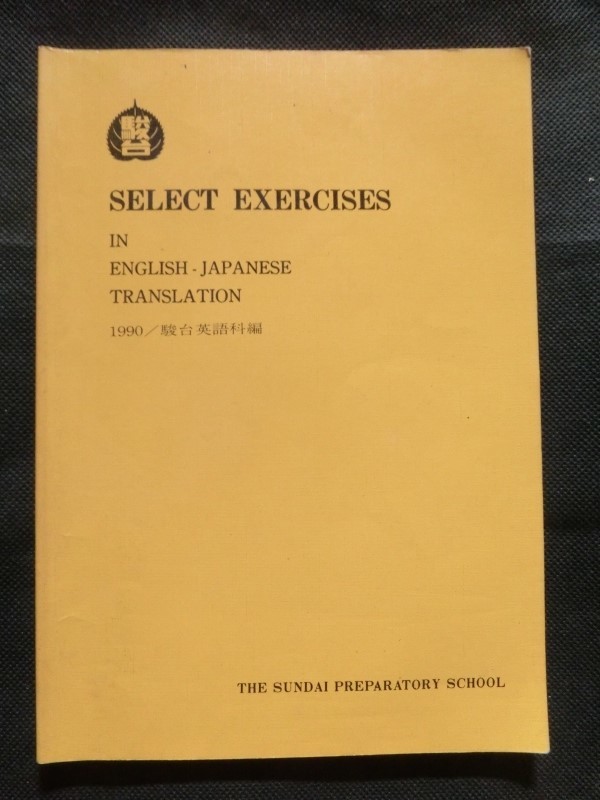 駿台
SELECT EXERCISES
IN
ENGLISH - JAPANESE
TRANSLATION
1990／駿台英語科編
THE SUNDAI PREPARATORY SCHOOL